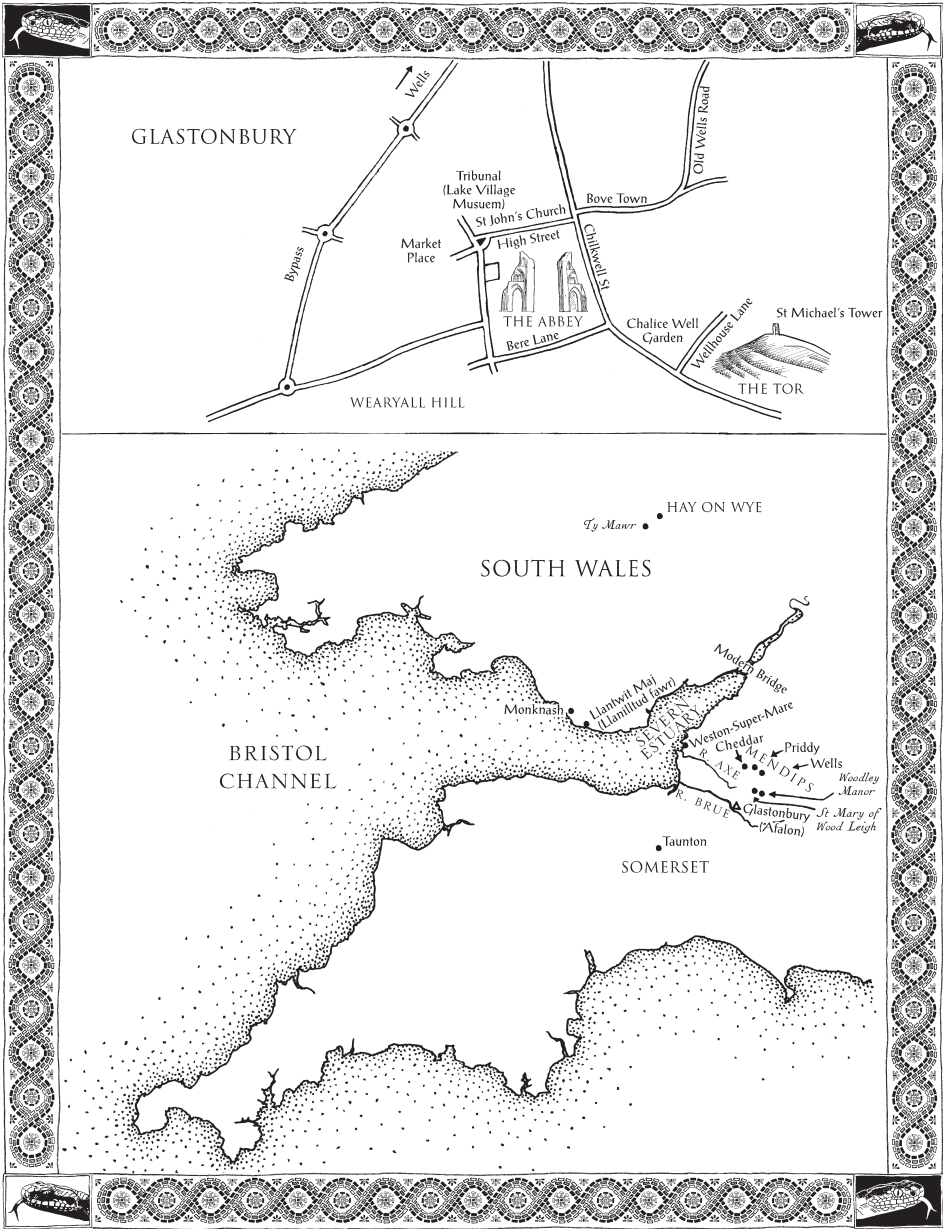 Wells
GLASTONBURY
Old Wells Road
Tribunal
(Lake Village
Musuem)
St John's Church
Bove Town
High Street
Market
Place
Bypass
Chilkwell St
THE ABBEY
Bere Lane
Chalice Well
Garden
Wellhouse Lane
St Michael's Tower
THE TOR
WEARYALL HILL
HAY ON WYE
Ty Mawr
SOUTH WALES
Modern Bridge
Monknash
Llantwit Maj
(Llanilltud fawr)
SEVERN
ESTUARY
BRISTOL
CHANNEL
Weston-Super-Mare
Cheddar
MENDIPS
Priddy
Wells
R. AXE
Woodley
Manor
R. BRUE
Glastonbury
('Afalon)
St Mary of
Wood Leigh
Taunton
SOMERSET